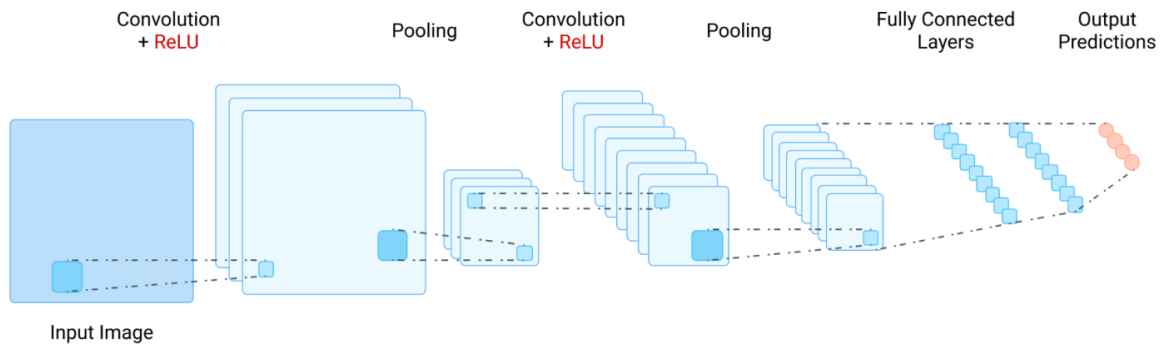 Convolution
+ ReLU
Pooling
Convolution
+ ReLU
Pooling
Fully Connected
Layers
Output
Predictions
Input Image